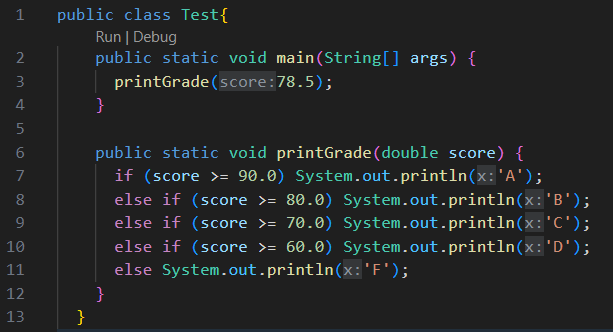 1 public class Test{
Run | Debug
2 public static void main(String[] args) {
3 printGrade(score:78.5);
4 }
5
6 public static void printGrade(double score) {
7 if (score >= 90.0) System.out.println(x:'A');
8 else if (score >= 80.0) System.out.println(x:'B');
9 else if (score >= 70.0) System.out.println(x:'C');
10 else if (score >= 60.0) System.out.println(x:'D');
11 else System.out.println(x:'F');
12 }
13 }